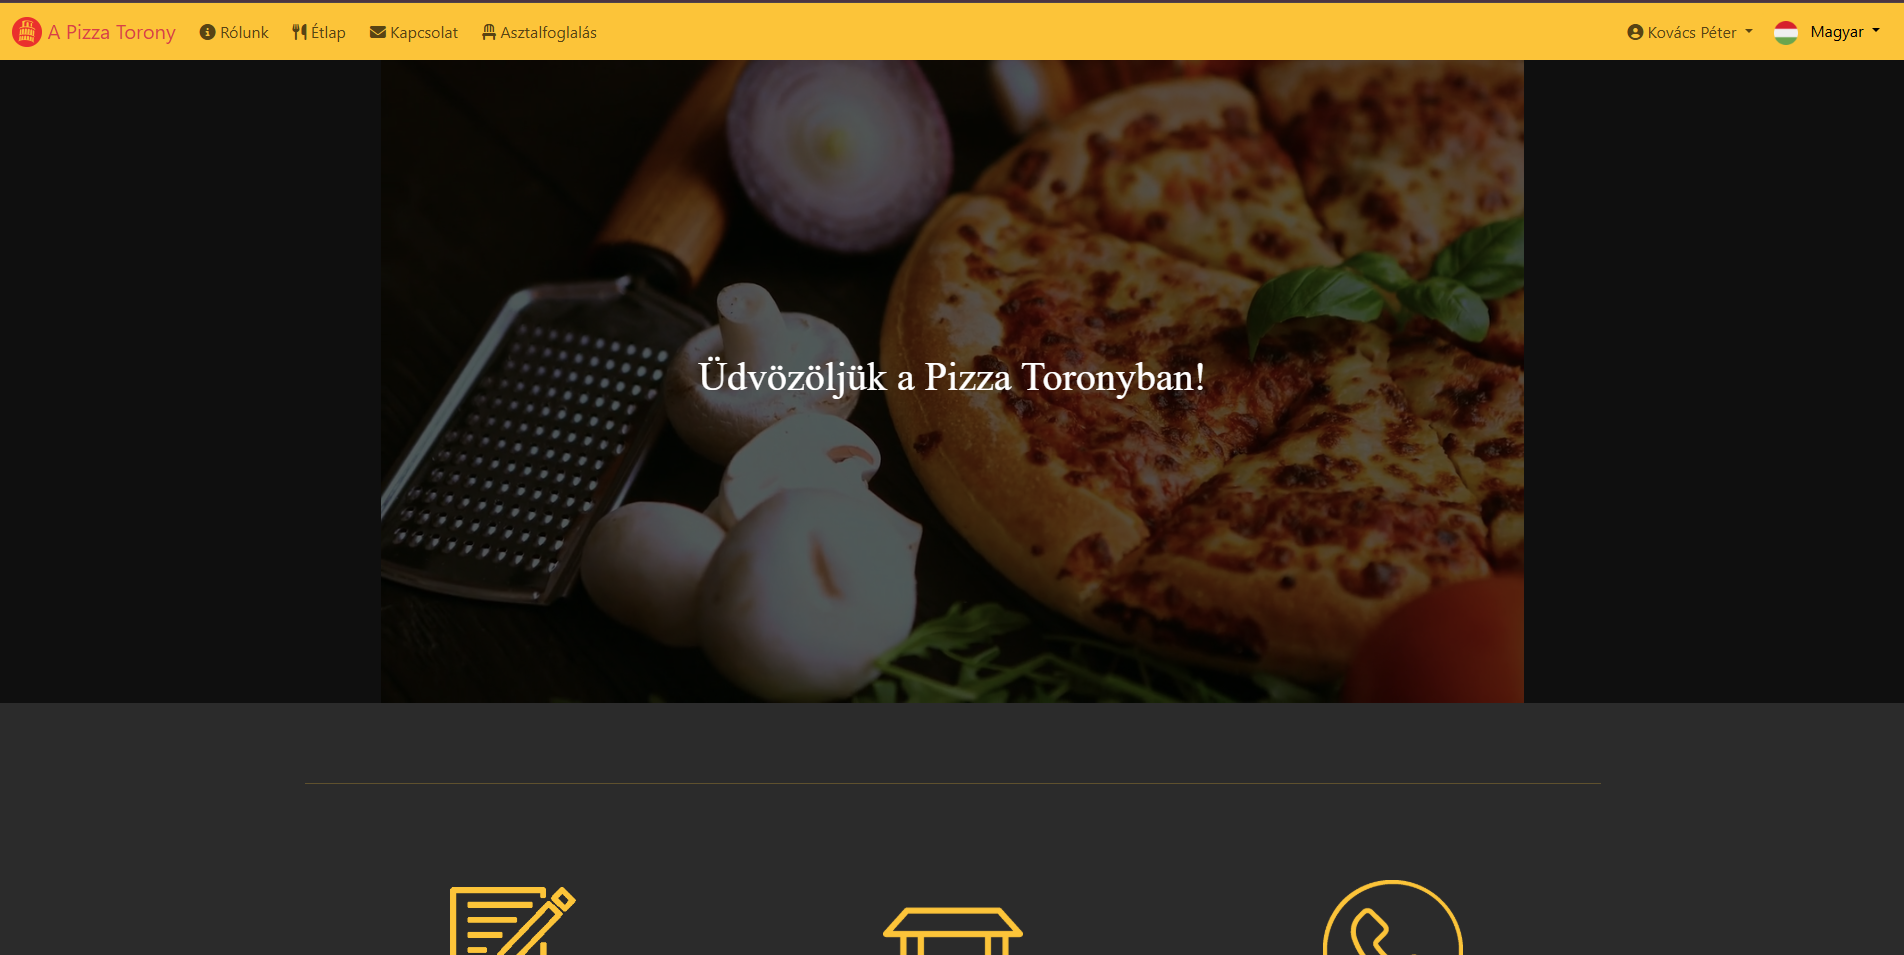 A Pizza Torony
Rólunk
Étlap
Kapcsolat
Asztalfoglalás
Kovács Péter
Magyar
Üdvözöljük a Pizza Toronyban!